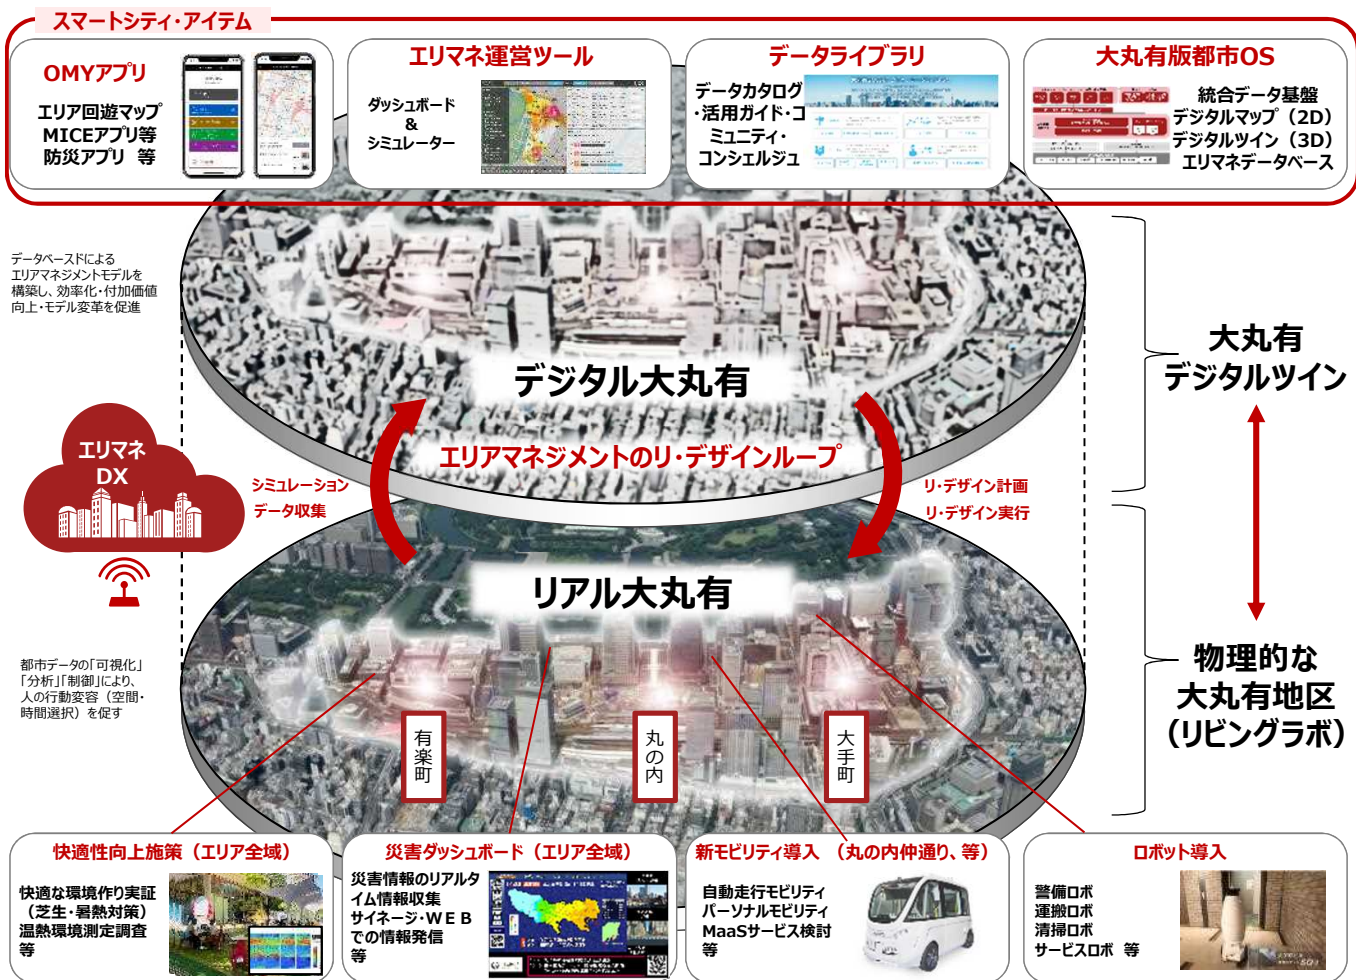 スマートシティ・アイテム
OMYアプリ
エリア回遊マップ
MICEアプリ等
防災アプリ 等
エリマネ運営ツール
ダッシュボード
&
シミュレーター
データライブラリ
データカタログ
・活用ガイド・コ
ミュニティ・
コンシェルジュ
大丸有版都市OS
統合データ基盤
デジタルマップ（2D）
デジタルツイン（3D）
エリマネデータベース
データベースドによる
エリアマネジメントモデルを
構築し、効率化・付加価値
向上・モデル変革を促進
デジタル大丸有
大丸有
デジタルツイン
エリアマネジメントのリ・デザインループ
エリマネ
DX
シミュレーション
データ収集
リ・デザイン計画
リ・デザイン実行
リアル大丸有
都市データの「可視化」
「分析」「制御」により、
人の行動変容（空間・
時間選択）を促す
物理的な
大丸有地区
（リビングラボ）
有楽町
丸の内
大手町
快適性向上施策（エリア全域）
快適な環境作り実証
（芝生・暑熱対策）
温熱環境測定調査
等
災害ダッシュボード（エリア全域）
災害情報のリアルタ
イム情報収集
サイネージ・ＷＥＢ
での情報発信
等
新モビリティ導入 （丸の内仲通り、等）
自動走行モビリティ
パーソナルモビリティ
MaaSサービス検討
等
ロボット導入
警備ロボ
運搬ロボ
清掃ロボ
サービスロボ 等